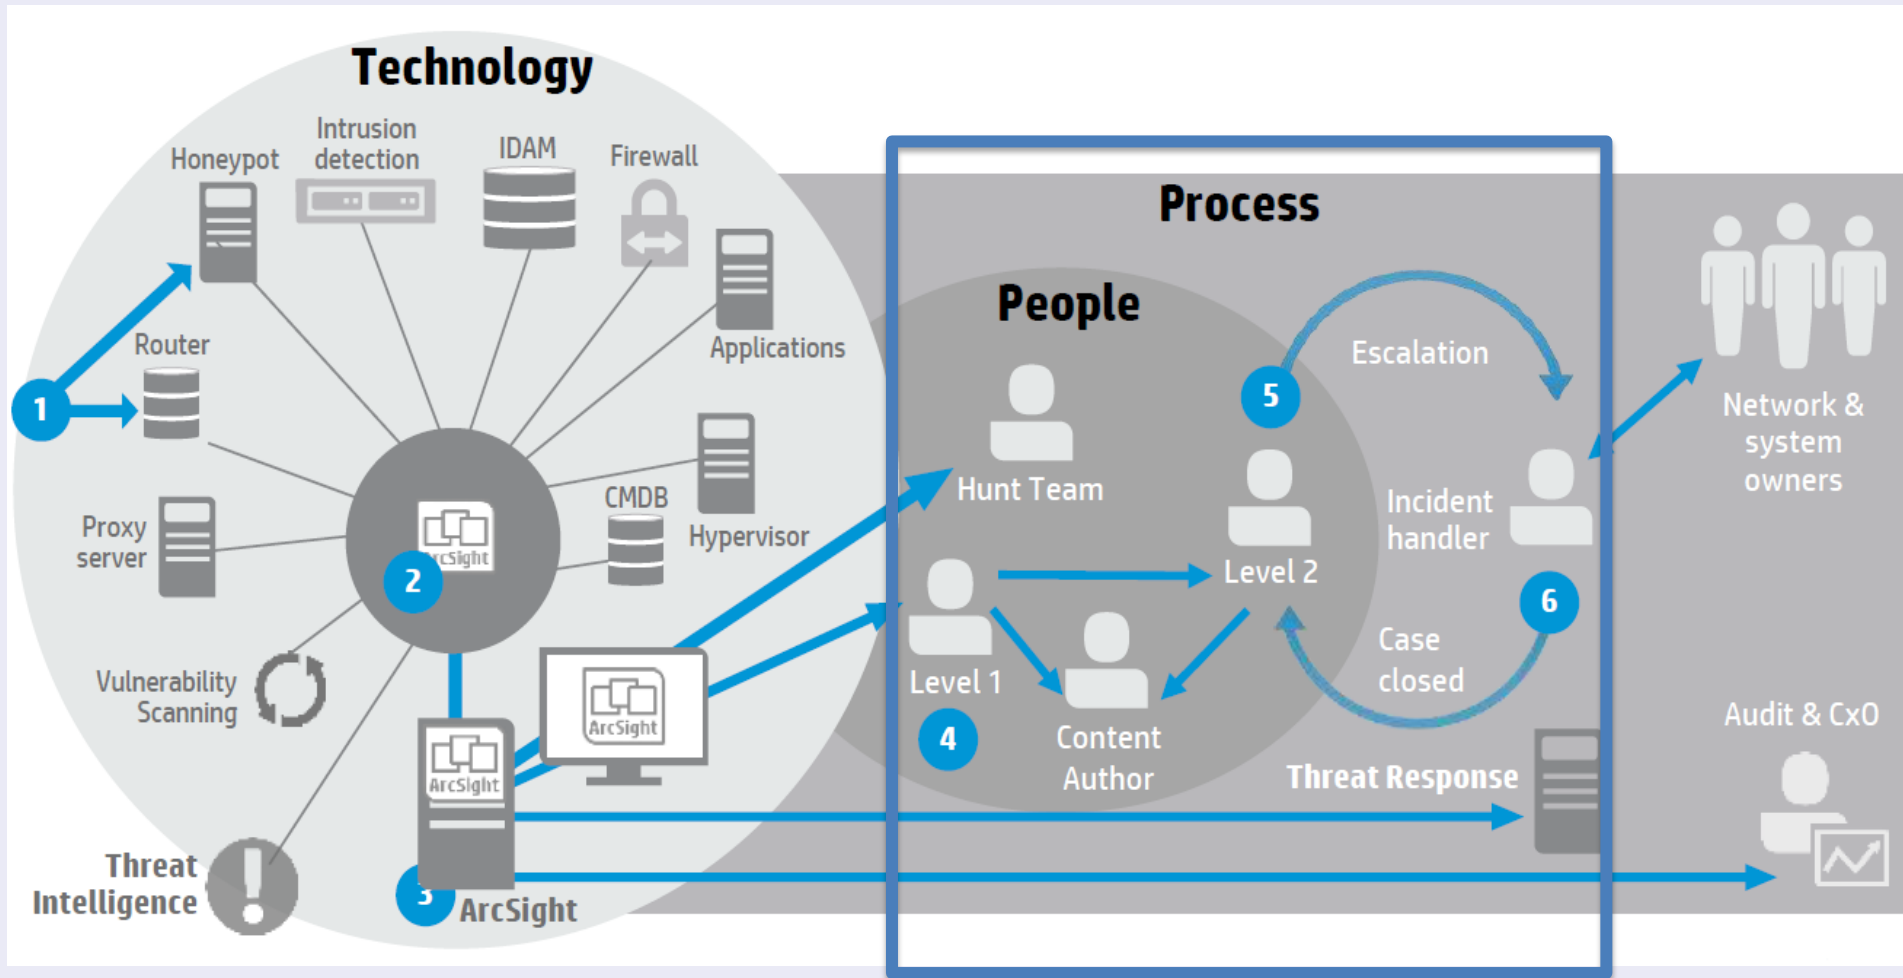 Technology
Intrusion
detection
Honeypot
IDAM
Firewall
Applications
Router
1
Proxy
server
CMDB
Hypervisor
ArcSight
2
Vulnerability
Scanning
ArcSight
ArcSight
Threat
Intelligence
3
ArcSight
Process
People
Hunt Team
5
Escalation
Level 2
Incident
handler
6
Level 1
4
Content
Author
Case
closed
Threat Response
Network &
system
owners
Audit & CxO